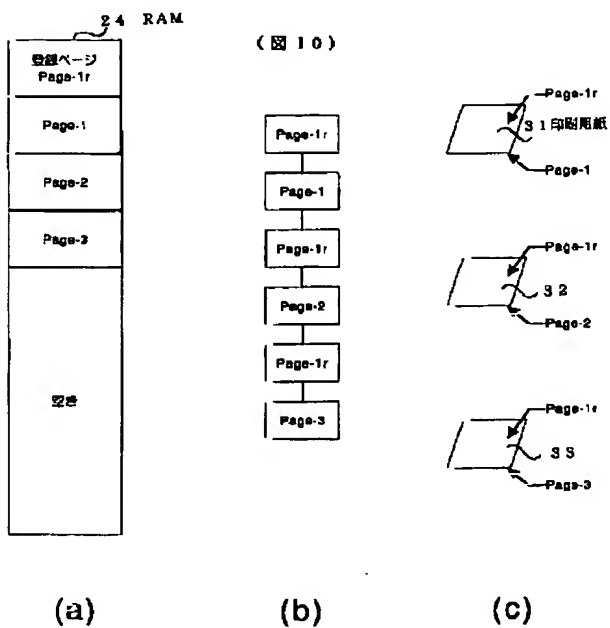 24 RAM
(図10)
登録ページ
Page-1r
Page-1
Page-2
Page-3
空き
Page-1r
Page-1
Page-1r
Page-2
Page-1r
Page-3
Page-1r
31印刷用紙
Page-1
Page-1r
32
Page-2
Page-1r
33
Page-3
(a)
(b)
(c)